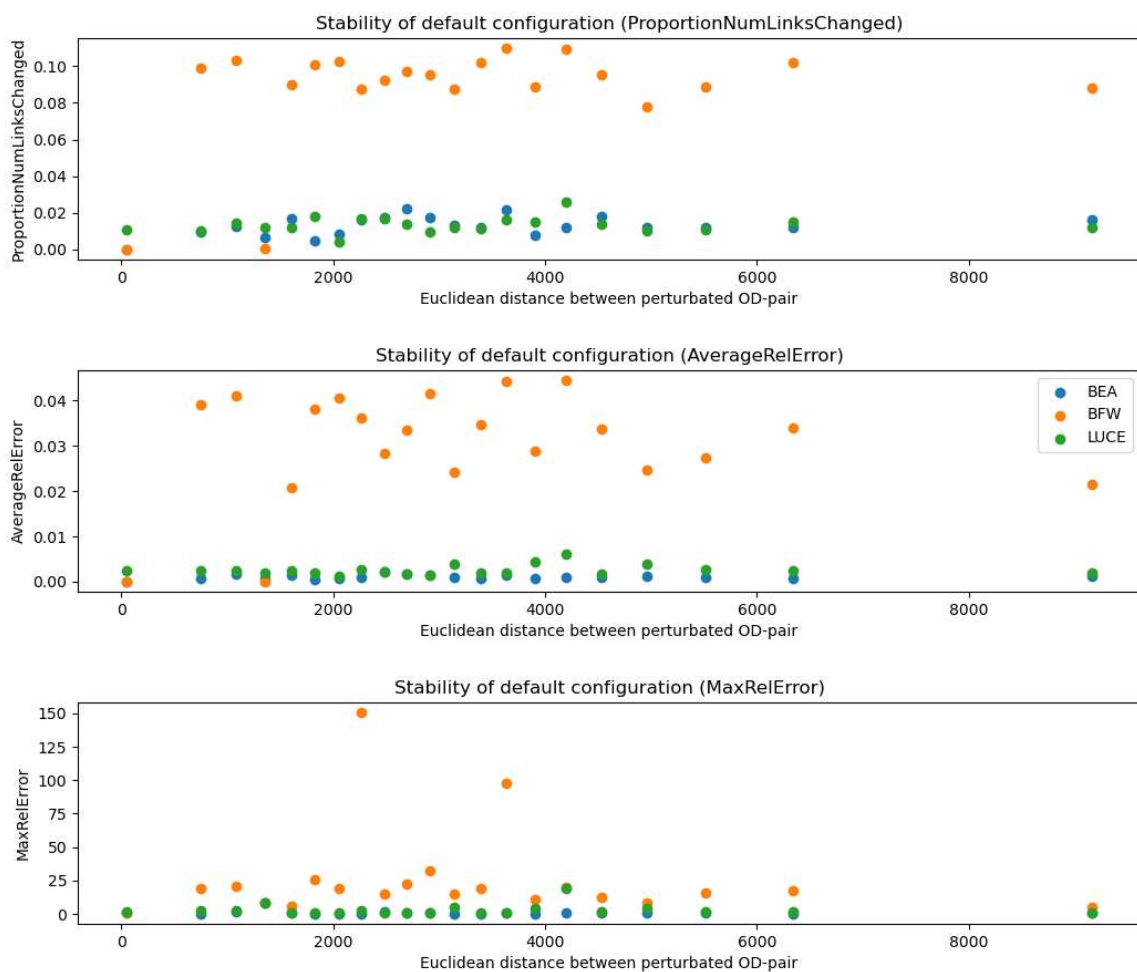 Stability of default configuration (ProportionNumLinksChanged)
ProportionNumLinksChanged
0.10
0.08
0.06
0.04
0.02
0.00
0 2000 4000 6000 8000
Euclidean distance between perturbated OD-pair
Stability of default configuration (AverageRelError)
AverageRelError
0.04
0.03
0.02
0.01
0.00
BEA
BFW
LUCE
0 2000 4000 6000 8000
Euclidean distance between perturbated OD-pair
Stability of default configuration (MaxRelError)
MaxRelError
150
125
100
75
50
25
0
0 2000 4000 6000 8000
Euclidean distance between perturbated OD-pair